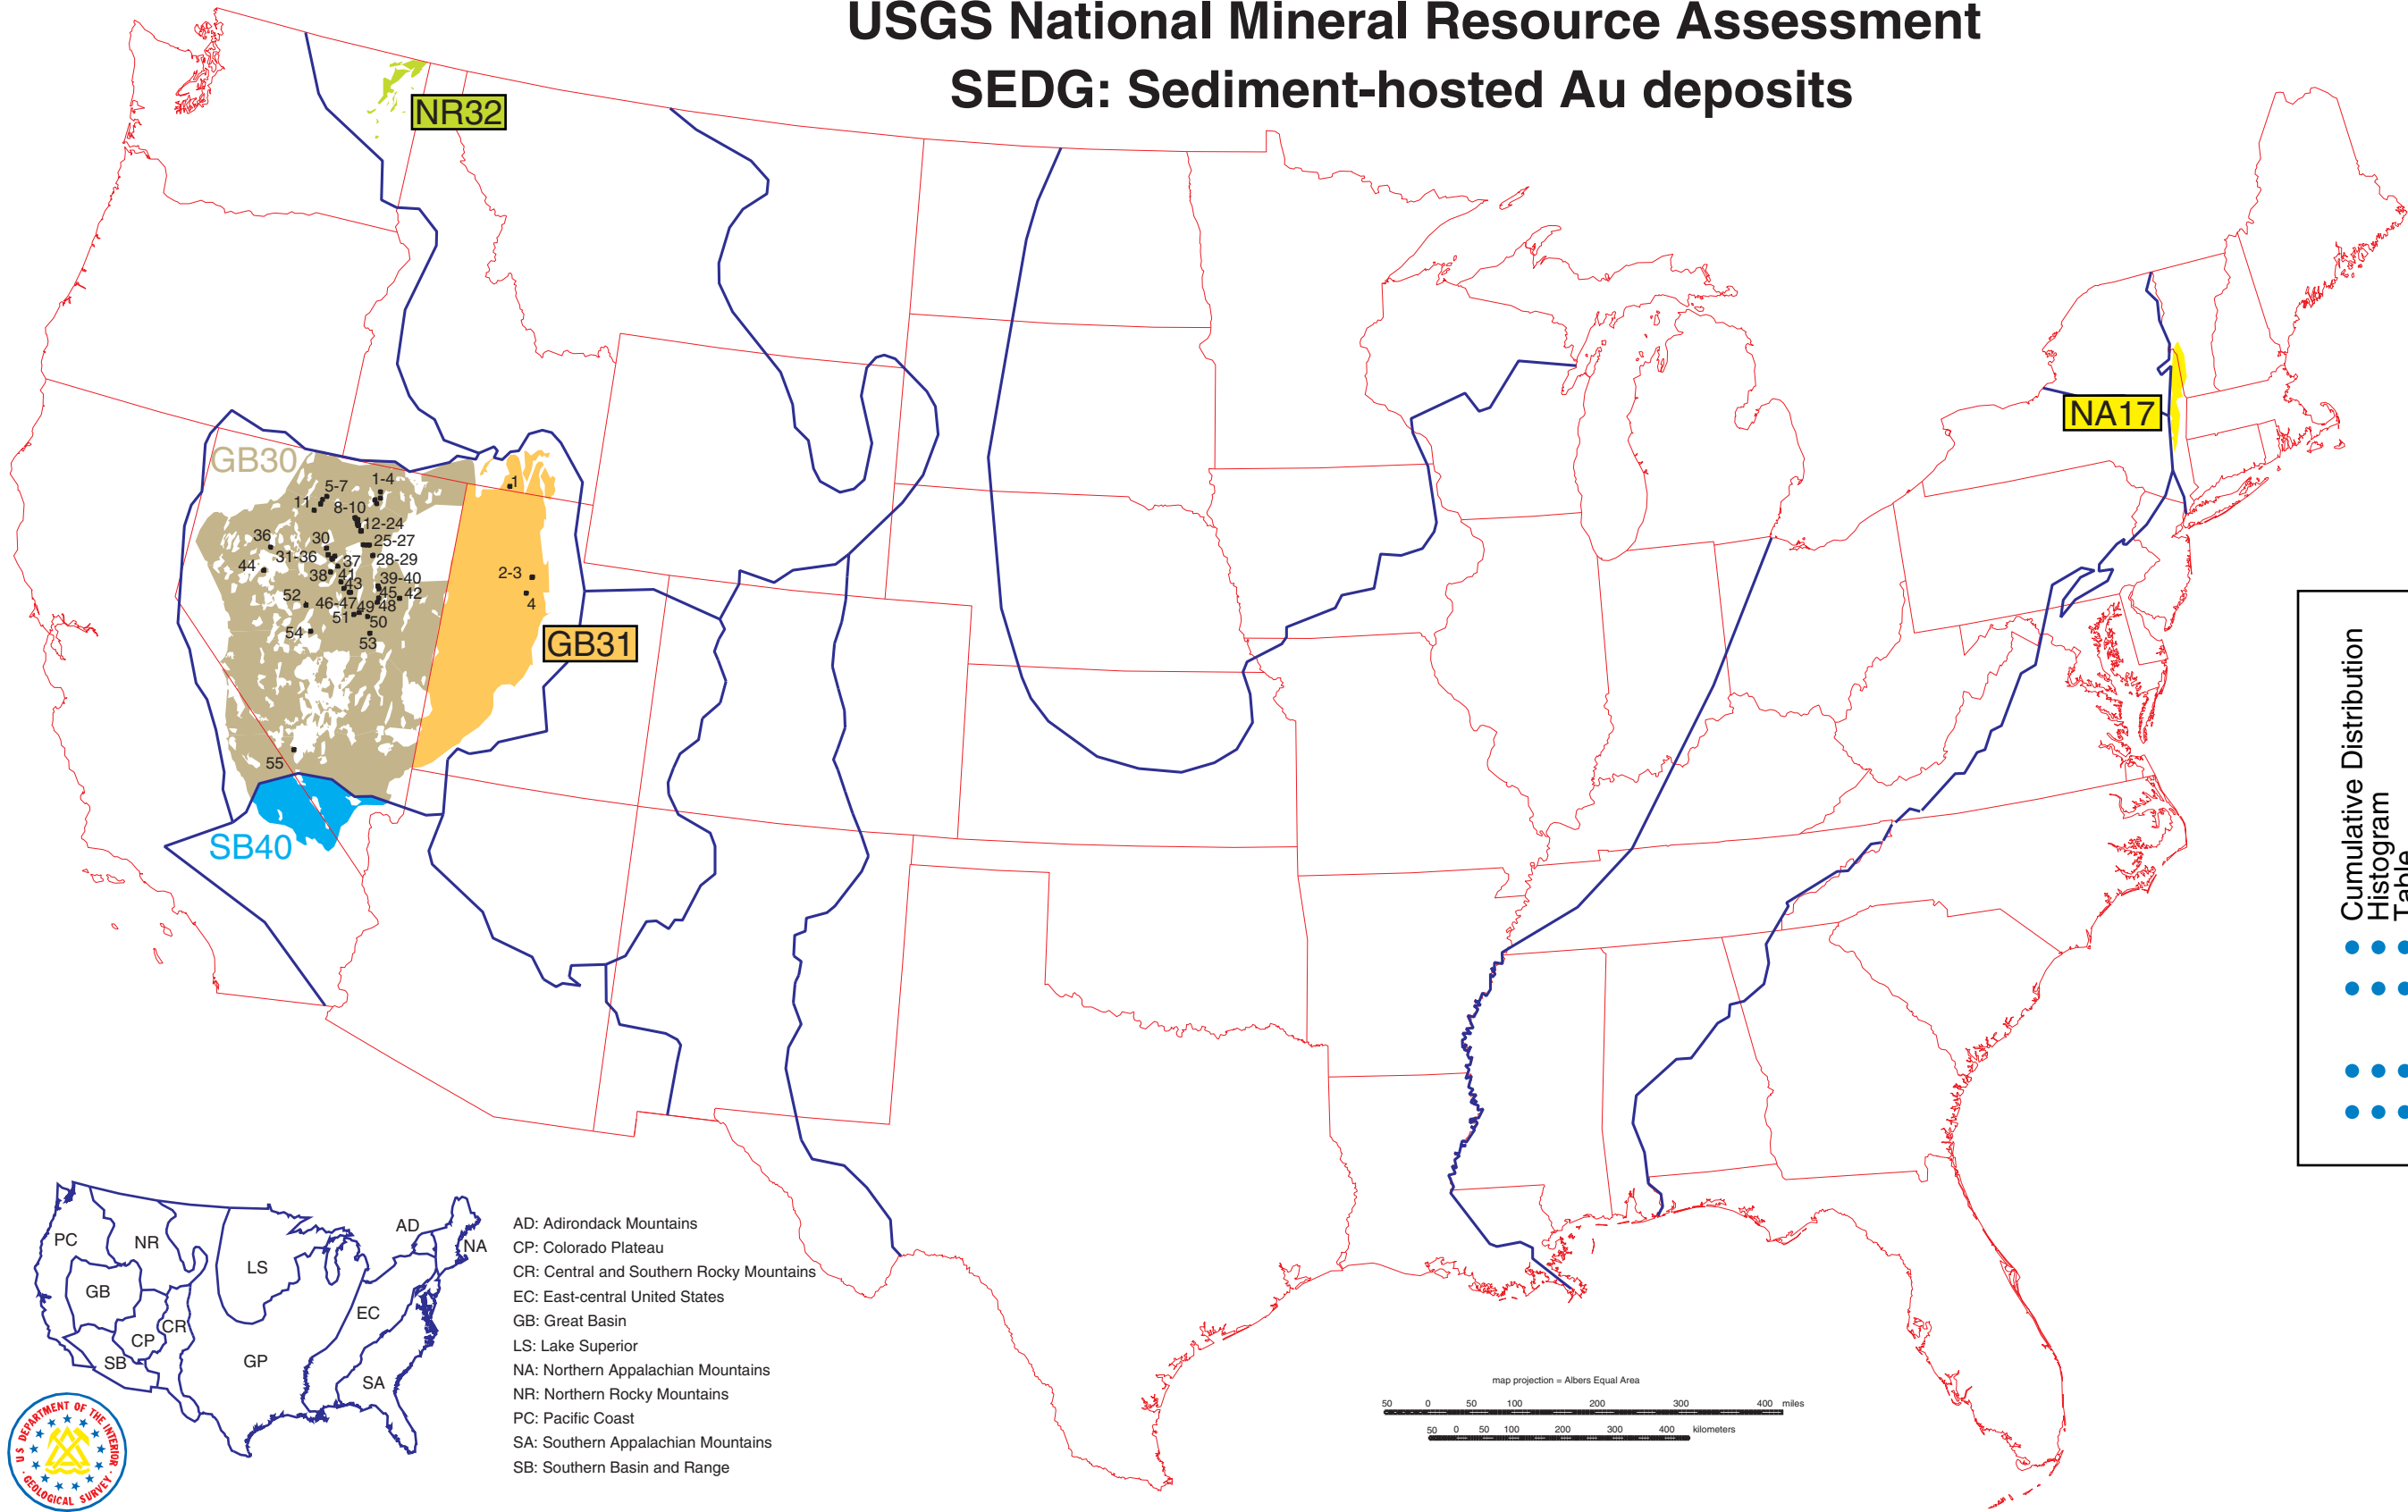 USGS National Mineral Resource Assessment
SEDG: Sediment-hosted Au deposits
NR32
NA17
GB30
1-4
5-7
11
8-10
12-24
1
36
30
25-27
31-36
37
28-29
44
38
41
39-40
2-3
43
52
46-47
45
42
49
48
4
51
50
54
53
GB31
55
SB40
Cumulative Distribution
Histogram
Table
AD
PC
NR
NA
LS
GB
EC
CR
CP
SB
GP
SA
AD: Adirondack Mountains
CP: Colorado Plateau
CR: Central and Southern Rocky Mountains
EC: East-central United States
GB: Great Basin
LS: Lake Superior
NA: Northern Appalachian Mountains
NR: Northern Rocky Mountains
PC: Pacific Coast
SA: Southern Appalachian Mountains
SB: Southern Basin and Range
map projection = Albers Equal Area
50 0 50 100 200 300 400 miles
50 0 50 100 200 300 400 kilometers
U S DEPARTMENT OF THE INTERIOR
GEOLOGICAL SURVEY